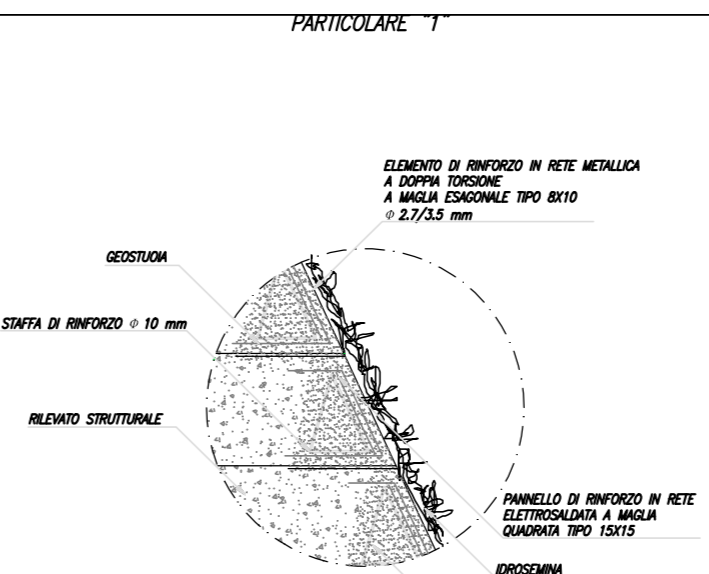 PARTICOLARE "1"
ELEMENTO DI RINFORZO IN RETE METALLICA
A DOPPIA TORSIONE
A MAGLIA ESAGONALE TIPO 8X10
Φ 2.7/3.5 mm
GEOSTUOIA
STAFFA DI RINFORZO Φ 10 mm
RILEVATO STRUTTURALE
PANNELLO DI RINFORZO IN RETE
ELETTROSALDATA A MAGLIA
QUADRATA TIPO 15X15
IDROSEMINA